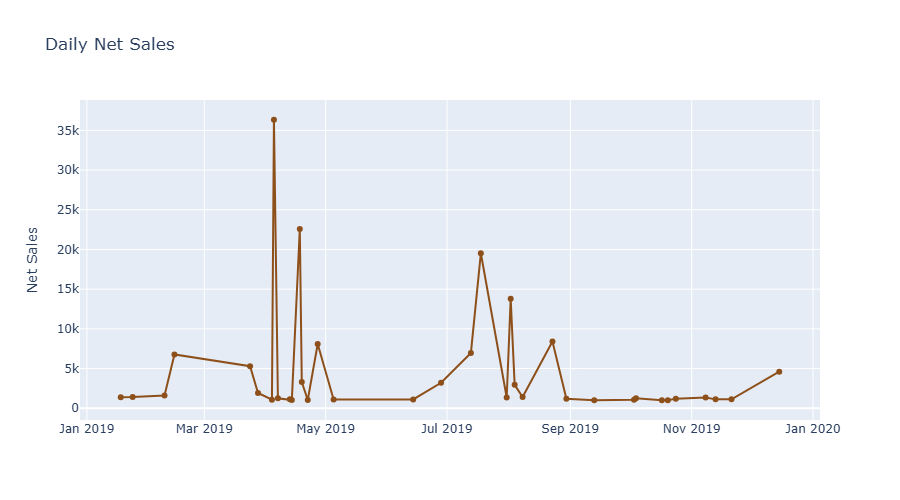 Daily Net Sales
Net Sales
35k
30k
25k
20k
15k
10k
5k
0
Jan 2019 Mar 2019 May 2019 Jul 2019 Sep 2019 Nov 2019 Jan 2020